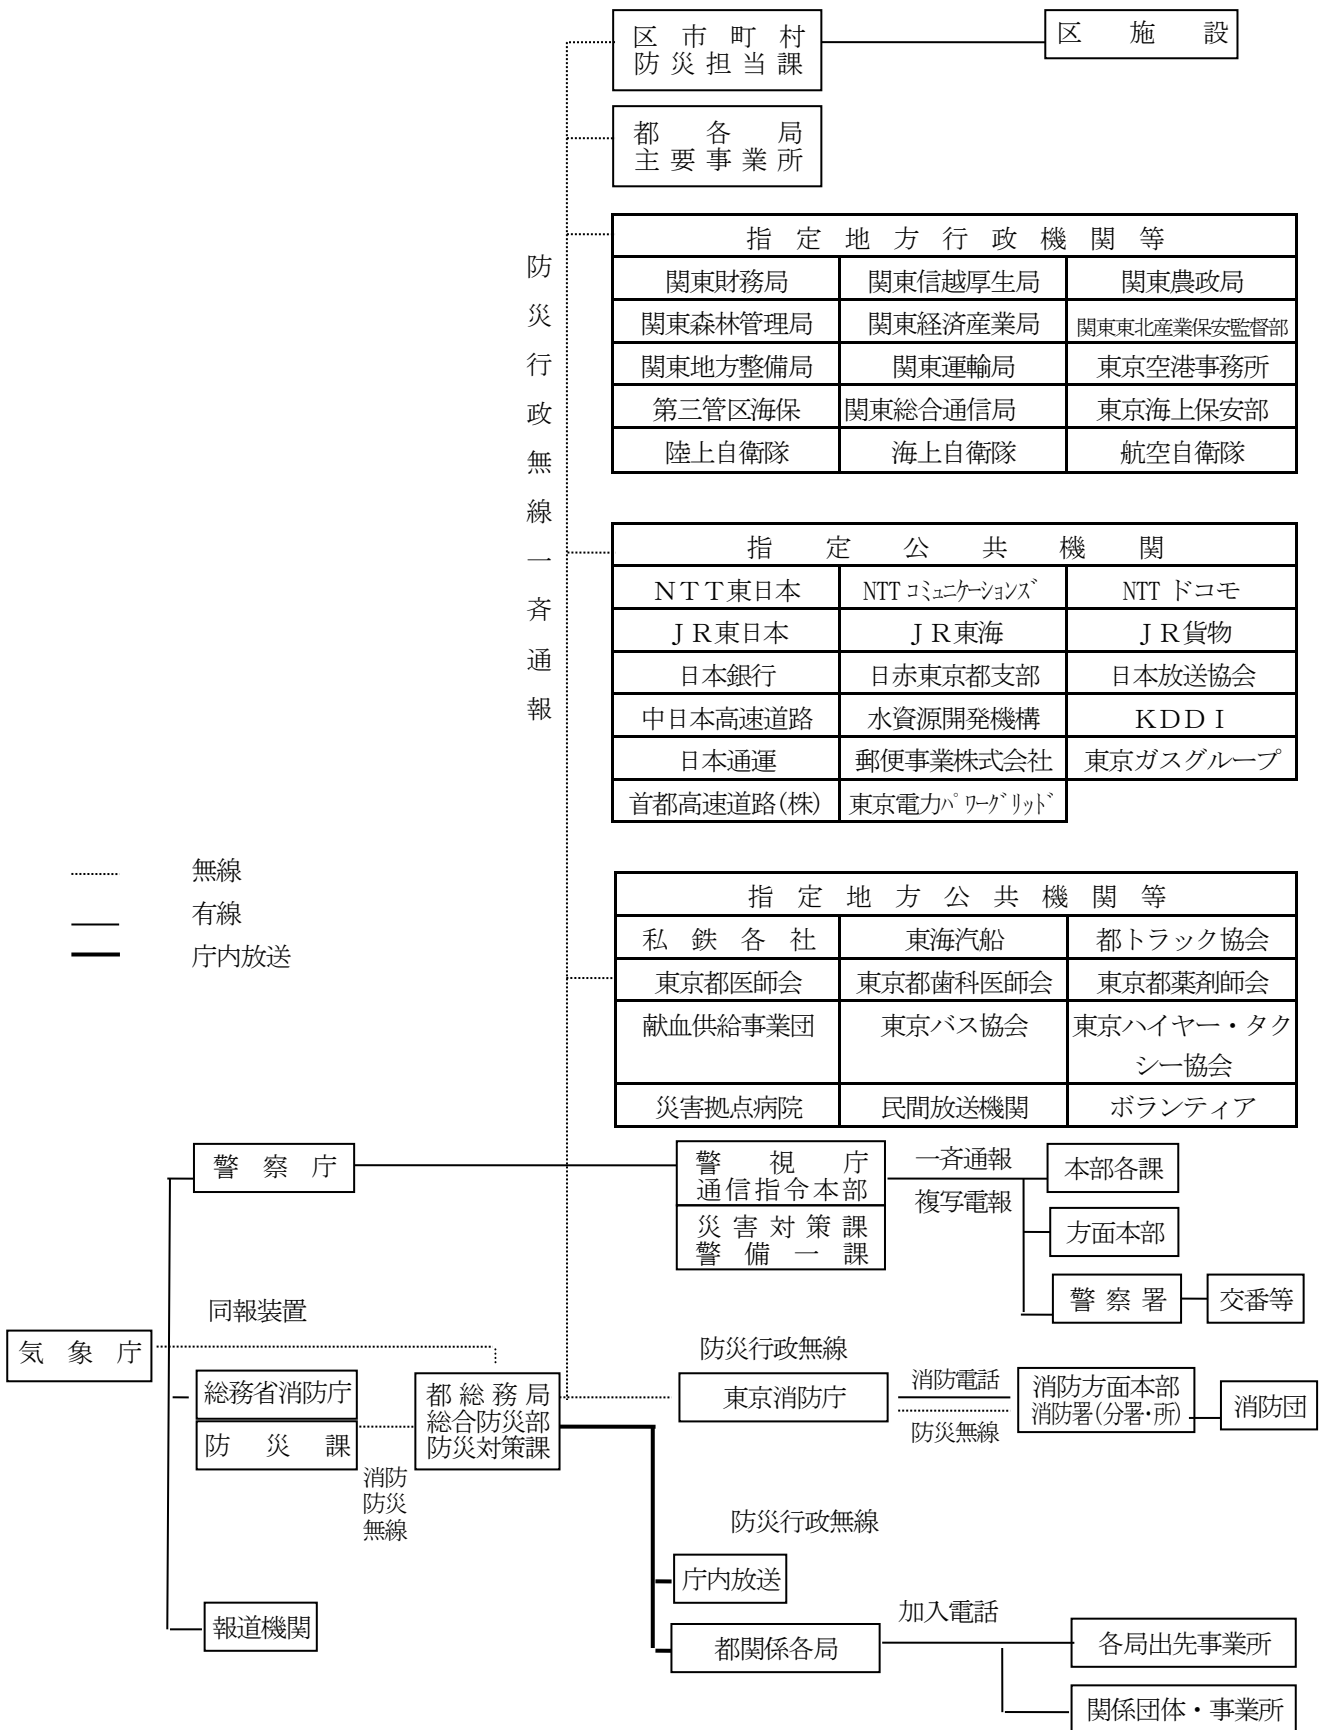 区市町村
防災担当課
区施設
都各局
主要事業所
防災行政無線一斉通報
指定地方行政機関等
関東財務局 関東信越厚生局 関東農政局
関東森林管理局 関東経済産業局 関東東北産業保安監督部
関東地方整備局 関東運輸局 東京空港事務所
第三管区海保 関東総合通信局 東京海上保安部
陸上自衛隊 海上自衛隊 航空自衛隊
指定公共機関
ＮＴＴ東日本 NTTコミュニケーションズ NTT ドコモ
ＪＲ東日本 ＪＲ東海 ＪＲ貨物
日本銀行 日赤東京都支部 日本放送協会
中日本高速道路 水資源開発機構 ＫＤＤＩ
日本通運 郵便事業株式会社 東京ガスグループ
首都高速道路(株) 東京電力パワーグリッド
無線
有線
庁内放送
指定地方公共機関等
私鉄各社 東海汽船 都トラック協会
東京都医師会 東京都歯科医師会 東京都薬剤師会
献血供給事業団 東京バス協会 東京ハイヤー・タク
シー協会
災害拠点病院 民間放送機関 ボランティア
警察庁
警視庁
通信指令本部
災害対策課
警備一課
一斉通報
複写電報
本部各課
方面本部
警察署
交番等
同報装置
気象庁
総務省消防庁
防災課
消防
防災
無線
都総務局
総合防災部
防災対策課
防災行政無線
東京消防庁
消防電話
防災無線
消防方面本部
消防署(分署・所)
消防団
防災行政無線
庁内放送
報道機関
都関係各局
加入電話
各局出先事業所
関係団体・事業所